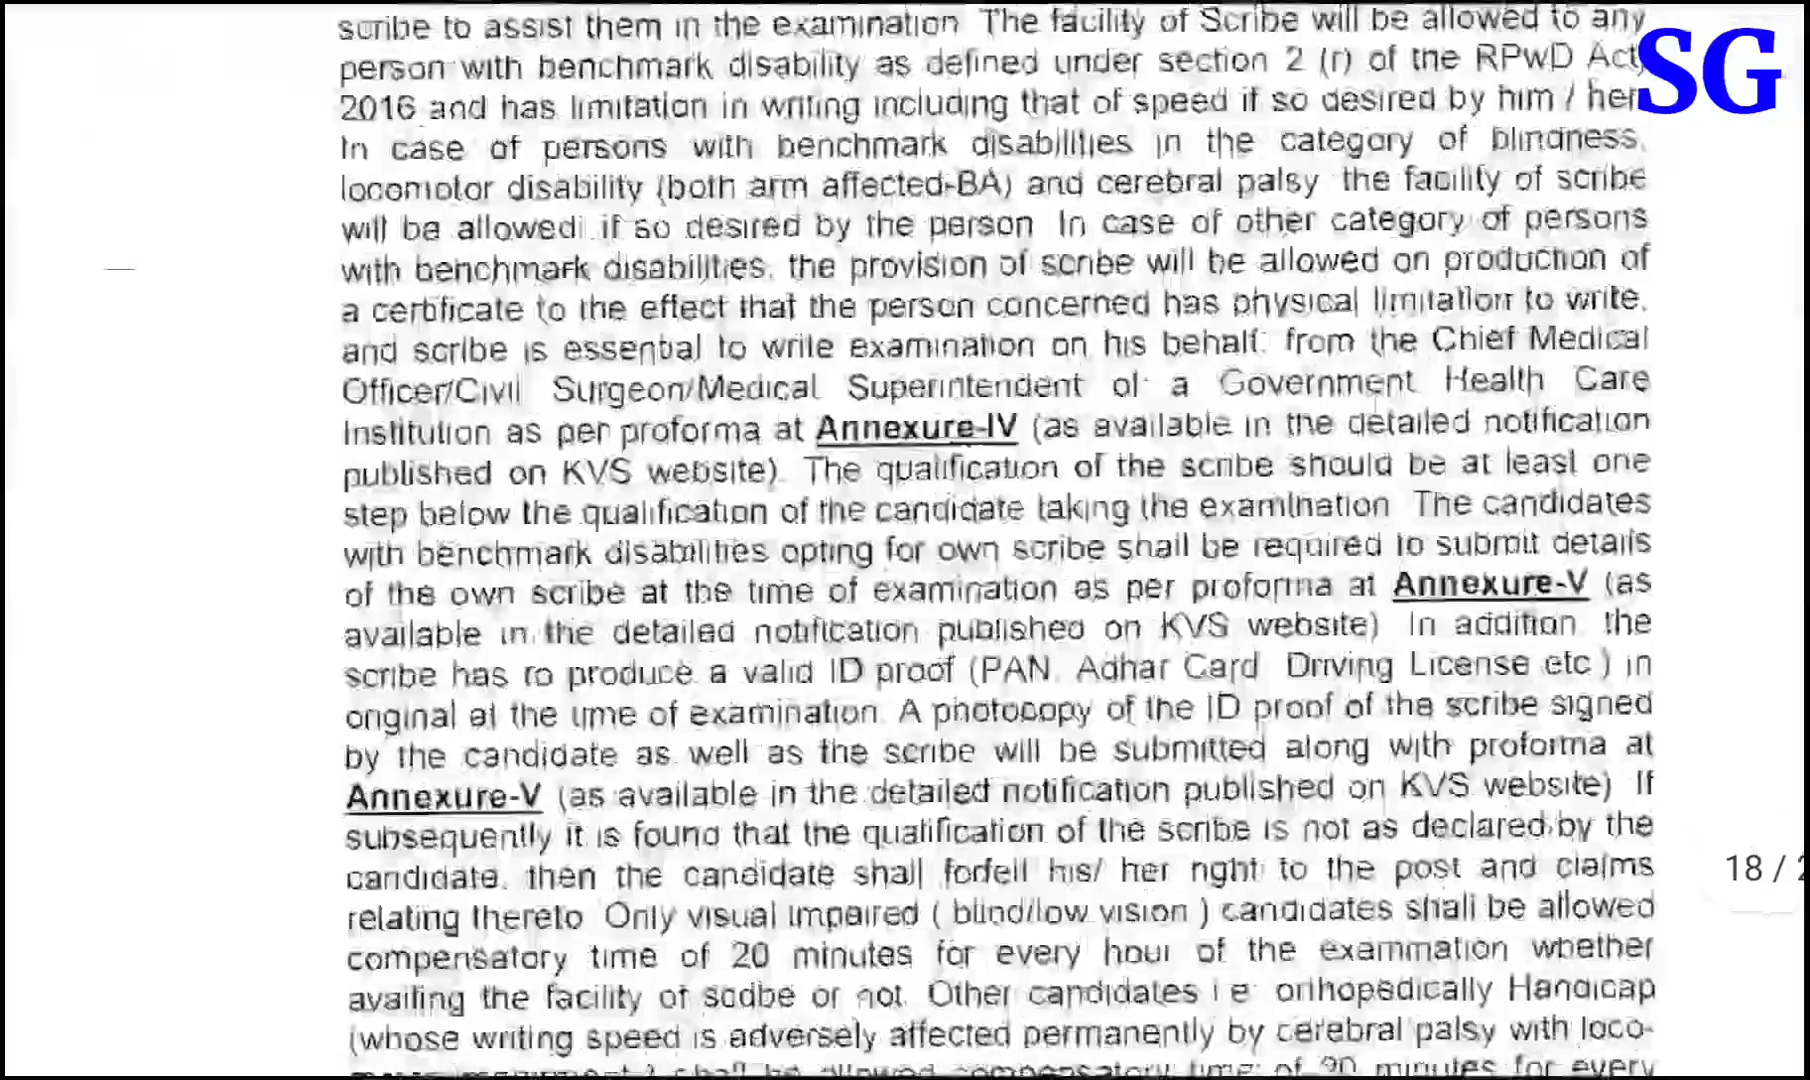 scribe to assist them in the examination The facility of Scribe will be allowed to any
person with benchmark disability as defined under section 2 (r) of the RPwD Act,
SG
2016 and has limitation in writing including that of speed if so desired by him / her
In case of persons with benchmark disabilities in the category of blindness,
locomotor disability (both arm affected-BA) and cerebral palsy the facility of scribe
will be allowed if so desired by the person In case of other category of persons
with benchmark disabilities, the provision of scribe will be allowed on production of
a certificate to the effect that the person concerned has physical limitation to write,
and scribe is essential to write examination on his behalf, from the Chief Medical
Officer/Civil Surgeon/Medical Superintendent of a Government Health Care
Institution as per proforma at Annexure-IV (as available in the detailed notification
published on KVS website). The qualification of the scribe should be at least one
step below the qualification of the candidate taking the examination The candidates
with benchmark disabilities opting for own scribe shall be required to submit details
of the own scribe at the time of examination as per proforma at Annexure-V (as
available in the detailed notification published on KVS website) In addition the
scribe has to produce a valid ID proof (PAN, Adhar Card Driving License etc ) in
original at the time of examination. A photocopy of the ID proof of the scribe signed
by the candidate as well as the scribe will be submitted along with proforma at
Annexure-V (as available in the detailed notification published on KVS website) If
subsequently it is found that the qualification of the scribe is not as declared by the
candidate, then the candidate shall forfeit his/ her right to the post and claims
18 /
relating thereto Only visual impaired ( blind/low vision ) candidates shall be allowed
compensatory time of 20 minutes for every hour of the examination whether
availing the facility of scribe or not. Other candidates i e orthopedically Handicap
(whose writing speed is adversely affected permanently by cerebral palsy with loco-
shall be allowed compensatory time of 20 minutes for every